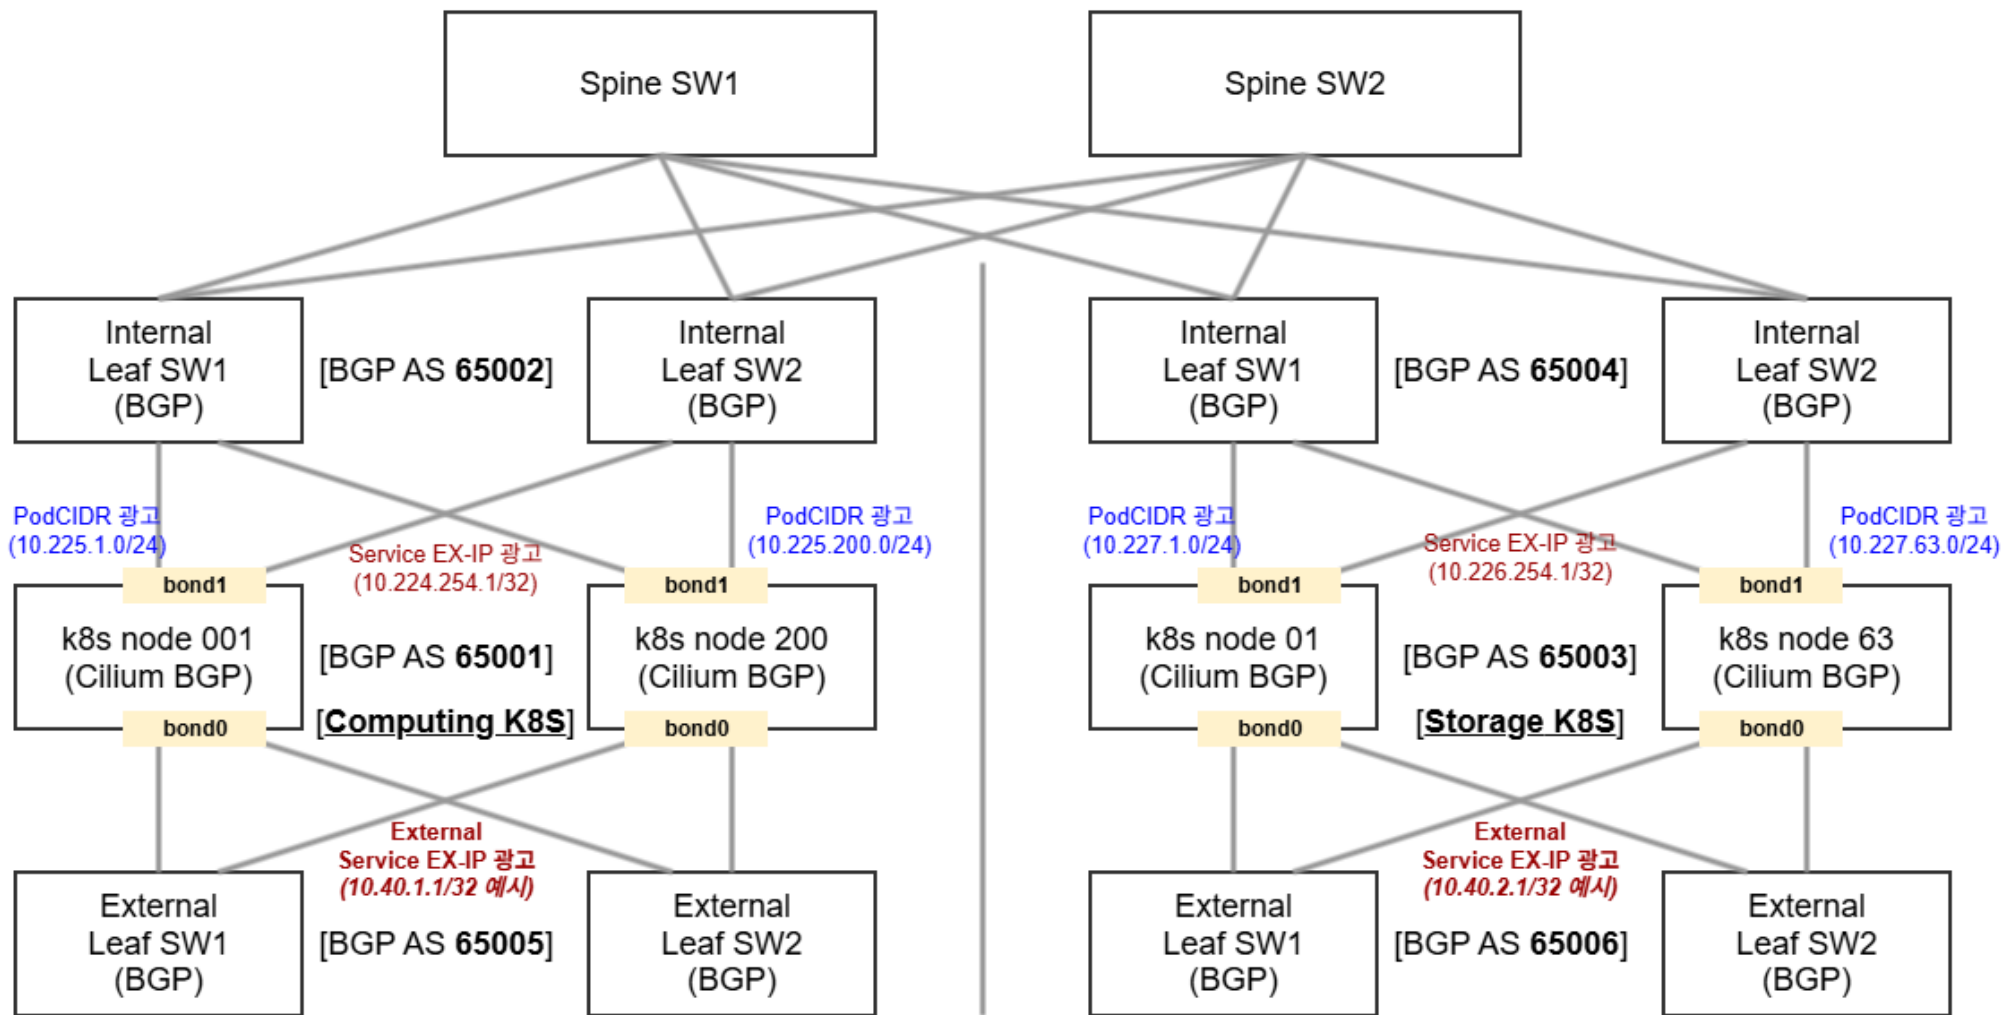 Spine SW1
Spine SW2
Internal
Leaf SW1
(BGP)
[BGP AS 65002]
Internal
Leaf SW2
(BGP)
Internal
Leaf SW1
(BGP)
[BGP AS 65004]
Internal
Leaf SW2
(BGP)
PodCIDR 광고
(10.225.1.0/24)
Service EX-IP 광고
(10.224.254.1/32)
PodCIDR 광고
(10.225.200.0/24)
PodCIDR 광고
(10.227.1.0/24)
Service EX-IP 광고
(10.226.254.1/32)
PodCIDR 광고
(10.227.63.0/24)
bond1
bond1
bond1
bond1
k8s node 001
(Cilium BGP)
[BGP AS 65001]
k8s node 200
(Cilium BGP)
k8s node 01
(Cilium BGP)
[BGP AS 65003]
k8s node 63
(Cilium BGP)
[Computing K8S]
[Storage K8S]
bond0
bond0
bond0
bond0
External
Service EX-IP 광고
(10.40.1.1/32 예시)
External
Service EX-IP 광고
(10.40.2.1/32 예시)
External
Leaf SW1
(BGP)
[BGP AS 65005]
External
Leaf SW2
(BGP)
External
Leaf SW1
(BGP)
[BGP AS 65006]
External
Leaf SW2
(BGP)